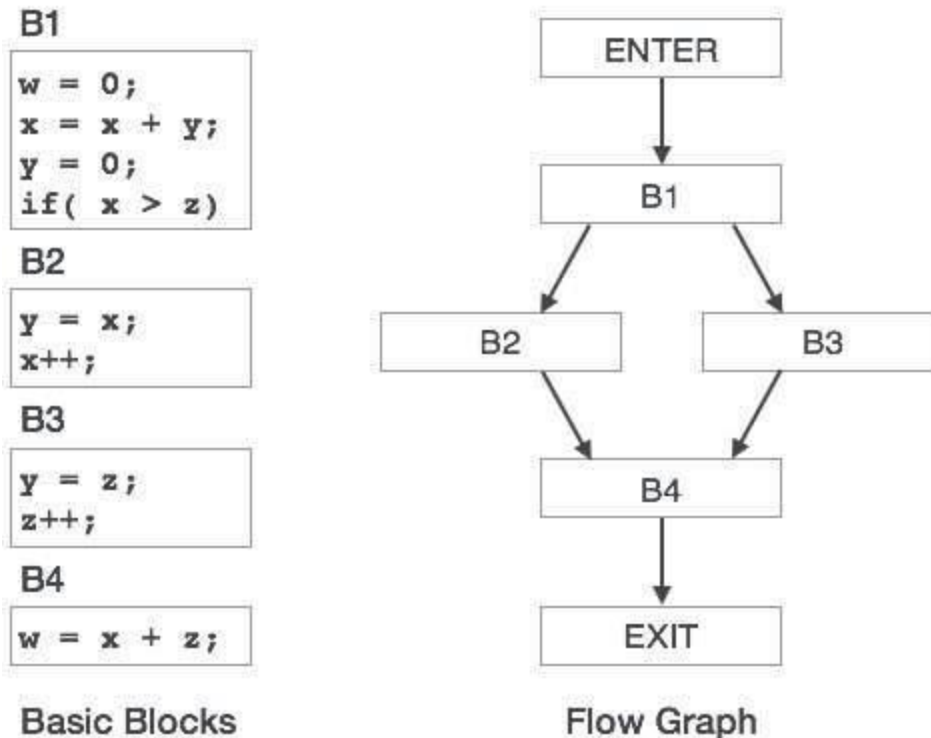 B1
w = 0;
x = x + y;
y = 0;
if( x > z)
B2
y = x;
x++;
B3
y = z;
z++;
B4
w = x + z;
Basic Blocks
ENTER
B1
B2
B3
B4
EXIT
Flow Graph